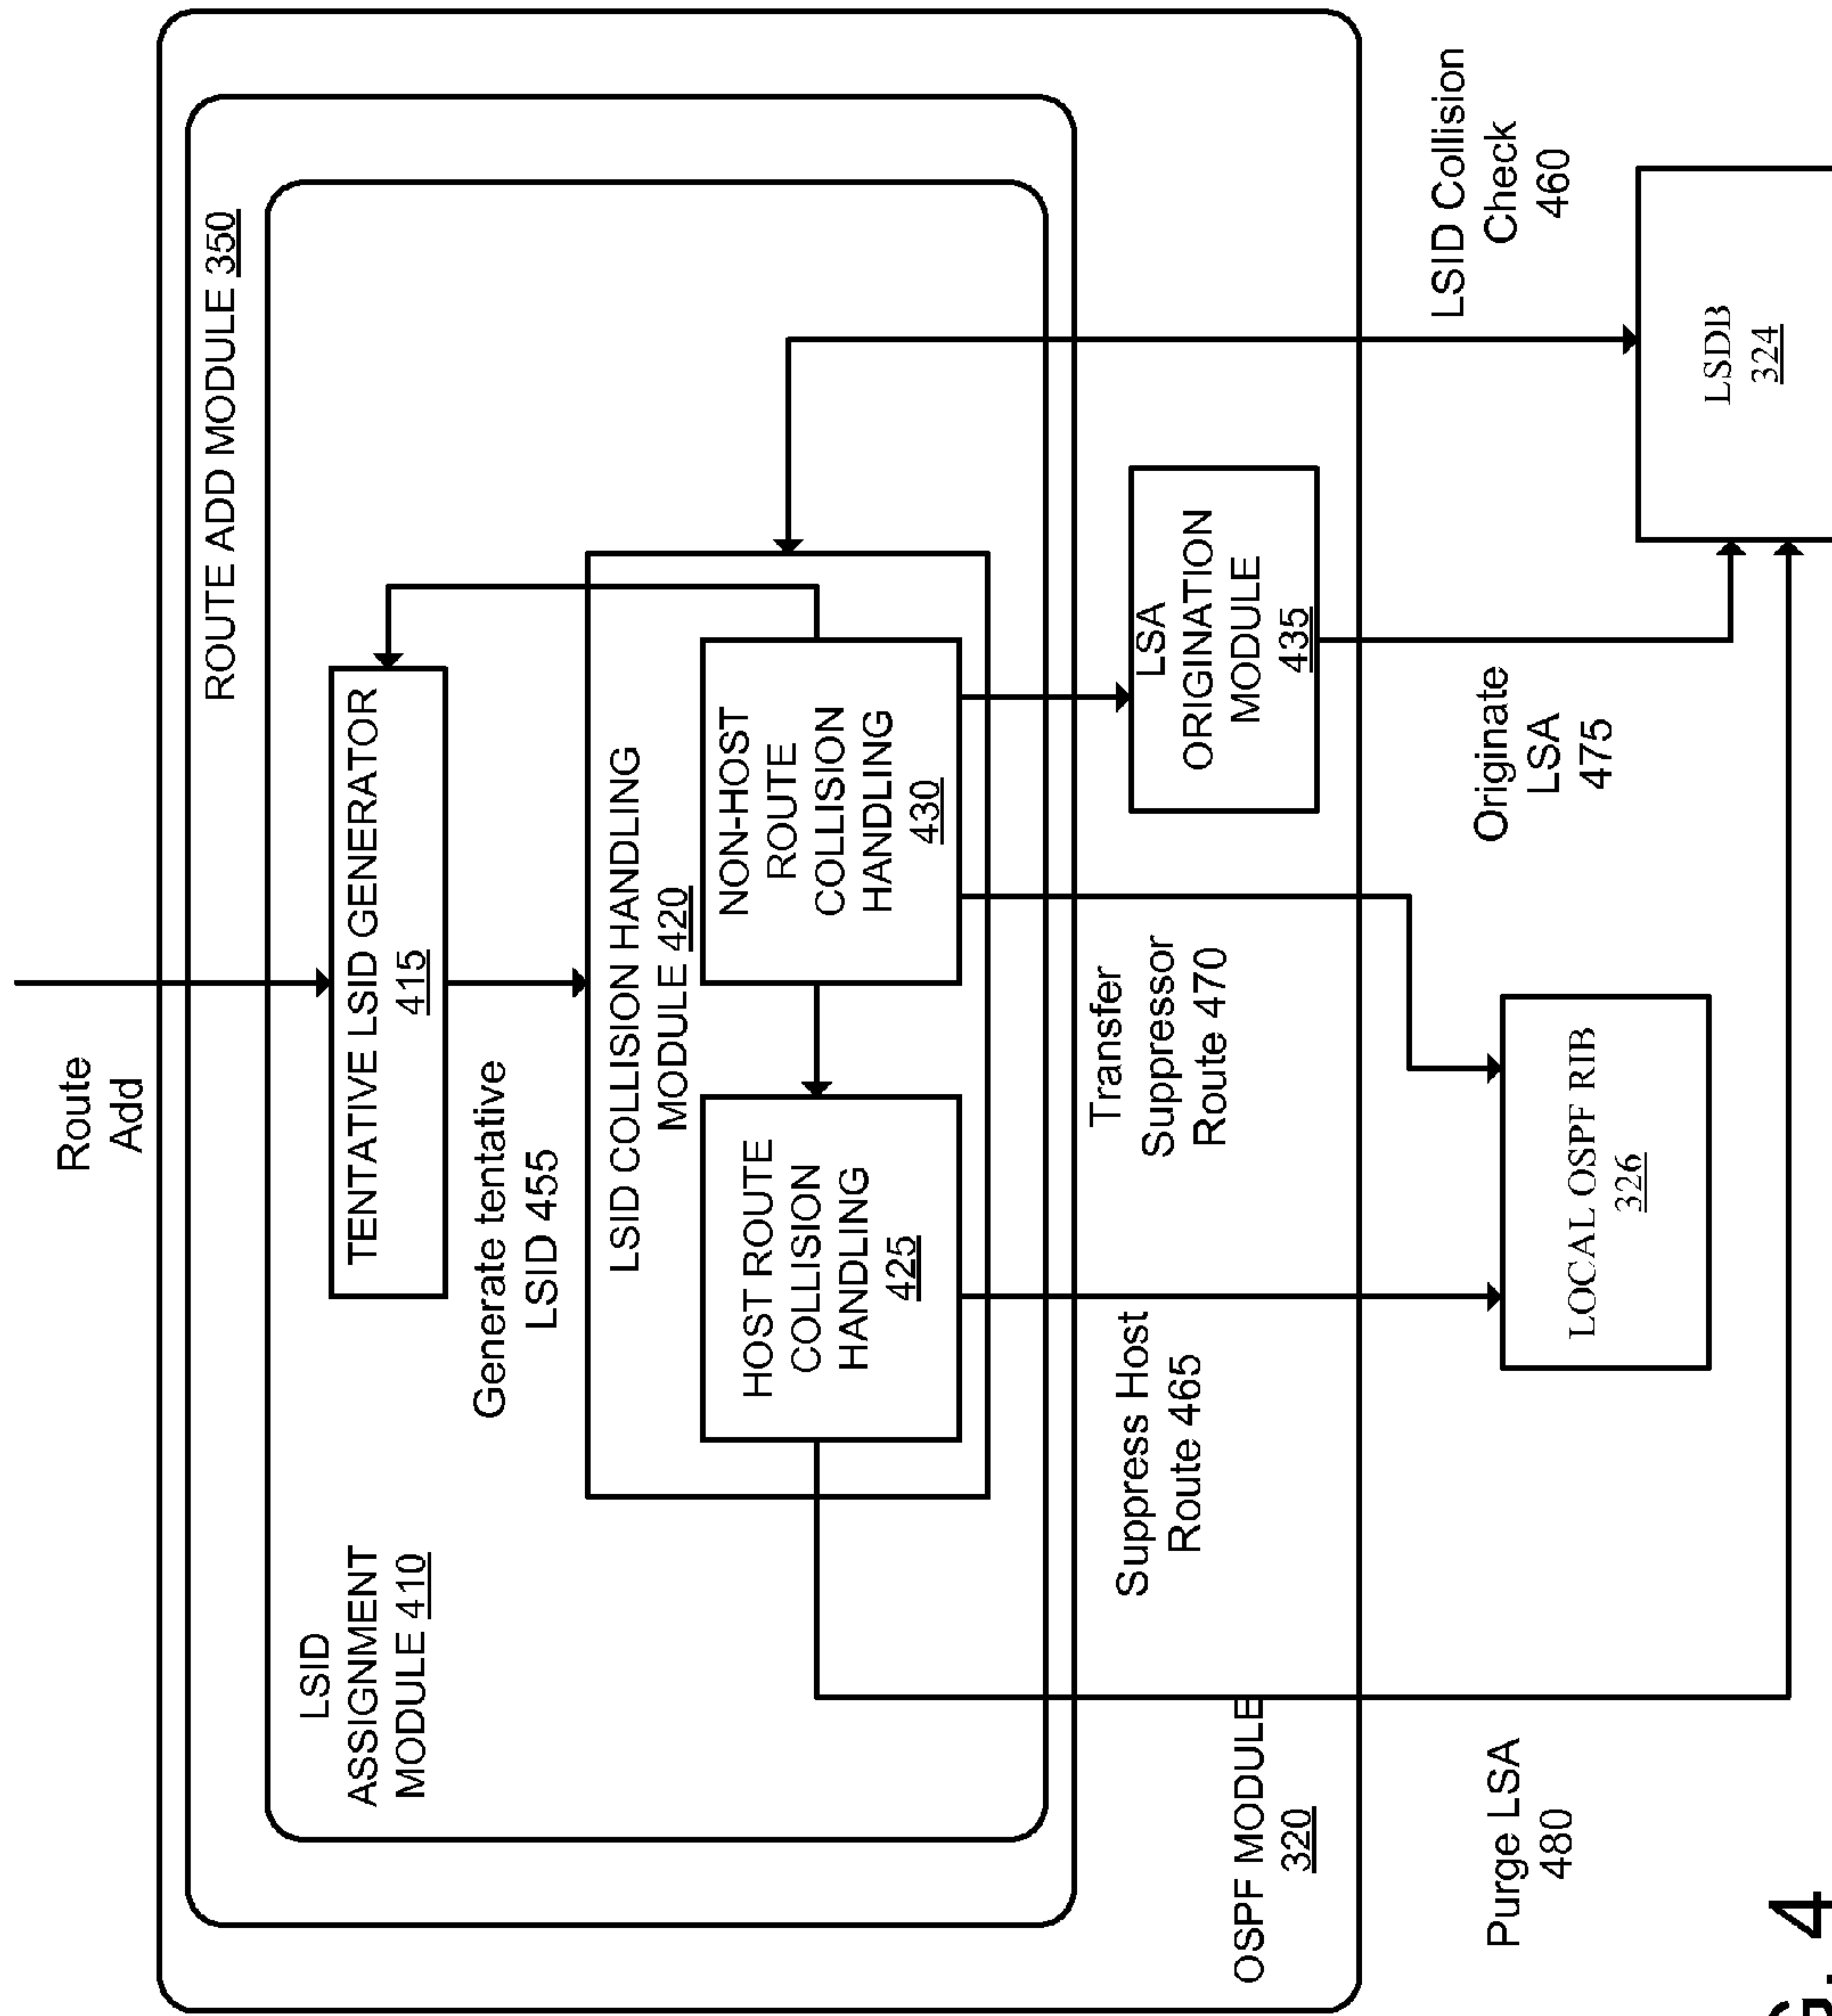 Route
Add
ROUTE ADD MODULE 350
LSID
ASSIGNMENT
MODULE 410
TENTATIVE LSID GENERATOR
415
Generate tentative
LSID 455
LSID COLLISION HANDLING
MODULE 420
HOST ROUTE
COLLISION
HANDLING
425
NON-HOST
ROUTE
COLLISION
HANDLING
430
LSA
ORIGINATION
MODULE
435
OSPF MODULE
320
Suppress Host
Route 465
Transfer
Suppressor
Route 470
LSID Collision
Check
460
Purge LSA
480
Originate
LSA
475
LOCAL OSPF RIB
326
LSDB
324
4